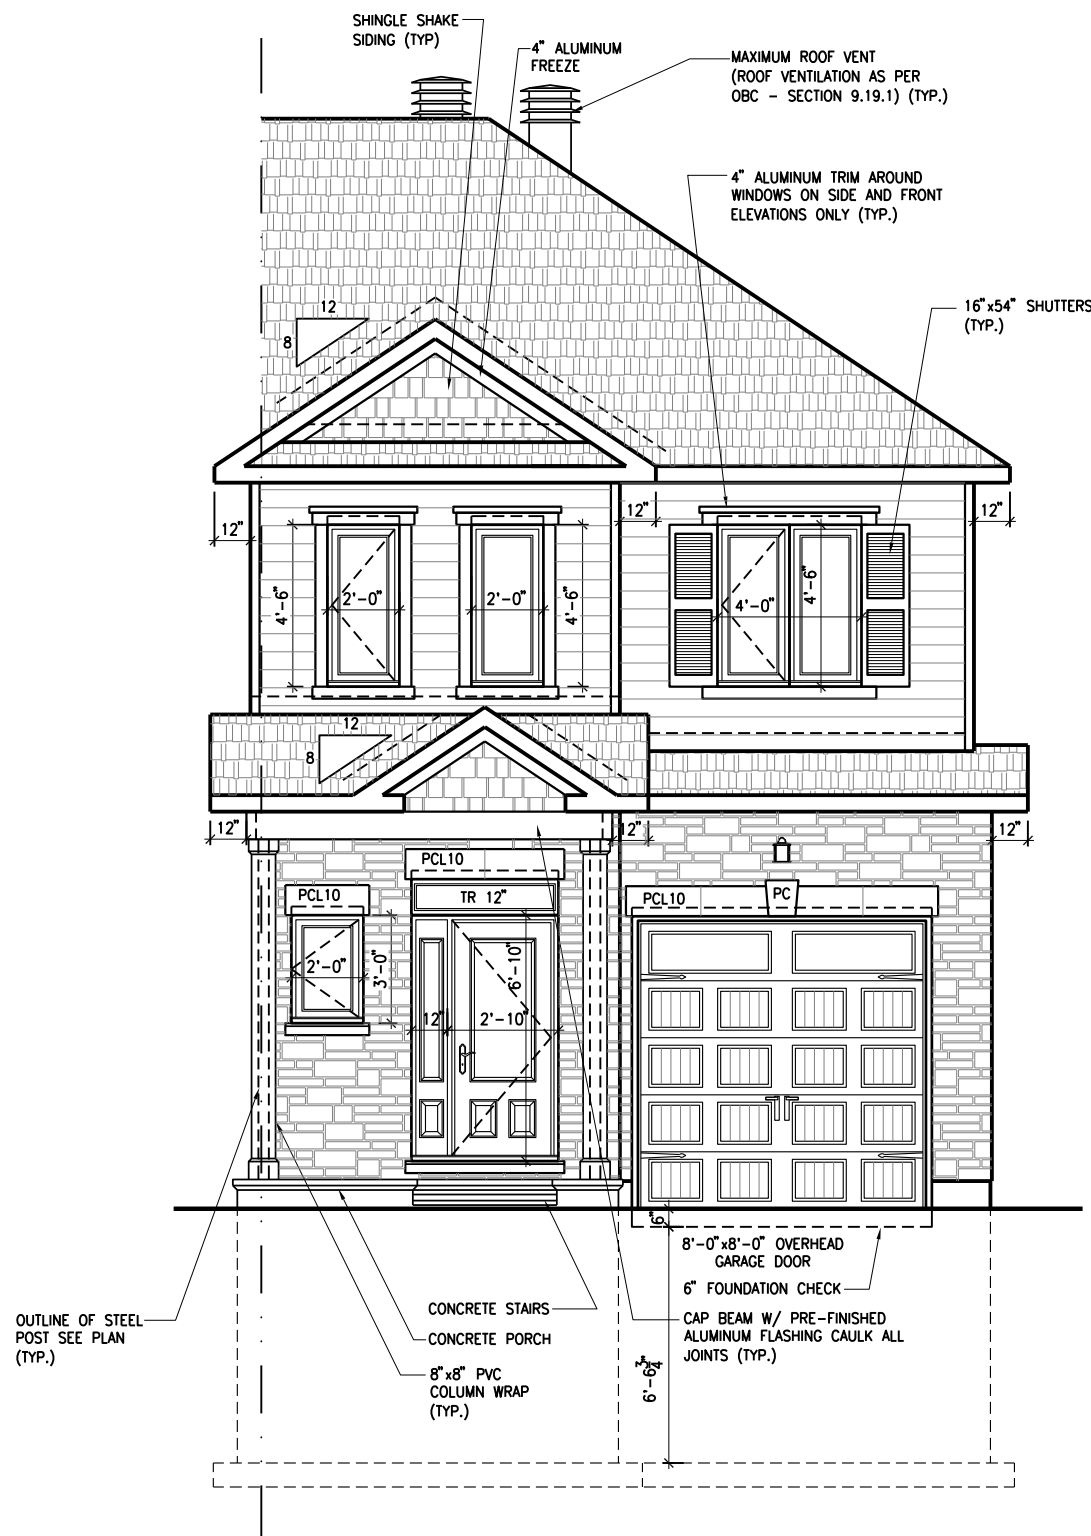 SHINGLE SHAKE
SIDING (TYP)
4" ALUMINUM
FREEZE
MAXIMUM ROOF VENT
(ROOF VENTILATION AS PER
OBC - SECTION 9.19.1) (TYP.)
4" ALUMINUM TRIM AROUND
WINDOWS ON SIDE AND FRONT
ELEVATIONS ONLY (TYP.)
16"x54" SHUTTERS
(TYP.)
12
8
12"
12"
12"
4'-6"
2'-0"
2'-0"
4'-6"
4'-0"
4'-6"
12
8
12"
12"
12"
PCL10
PCL10
TR 12"
PCL10
PC
2'-0"
3'-0"
6'-10"
12"
2'-10"
6"
8'-0"x8'-0" OVERHEAD
GARAGE DOOR
6" FOUNDATION CHECK
CAP BEAM W/ PRE-FINISHED
ALUMINUM FLASHING CAULK ALL
JOINTS (TYP.)
CONCRETE STAIRS
CONCRETE PORCH
8"x8" PVC
COLUMN WRAP
(TYP.)
OUTLINE OF STEEL
POST SEE PLAN
(TYP.)
6'-6 3/4"